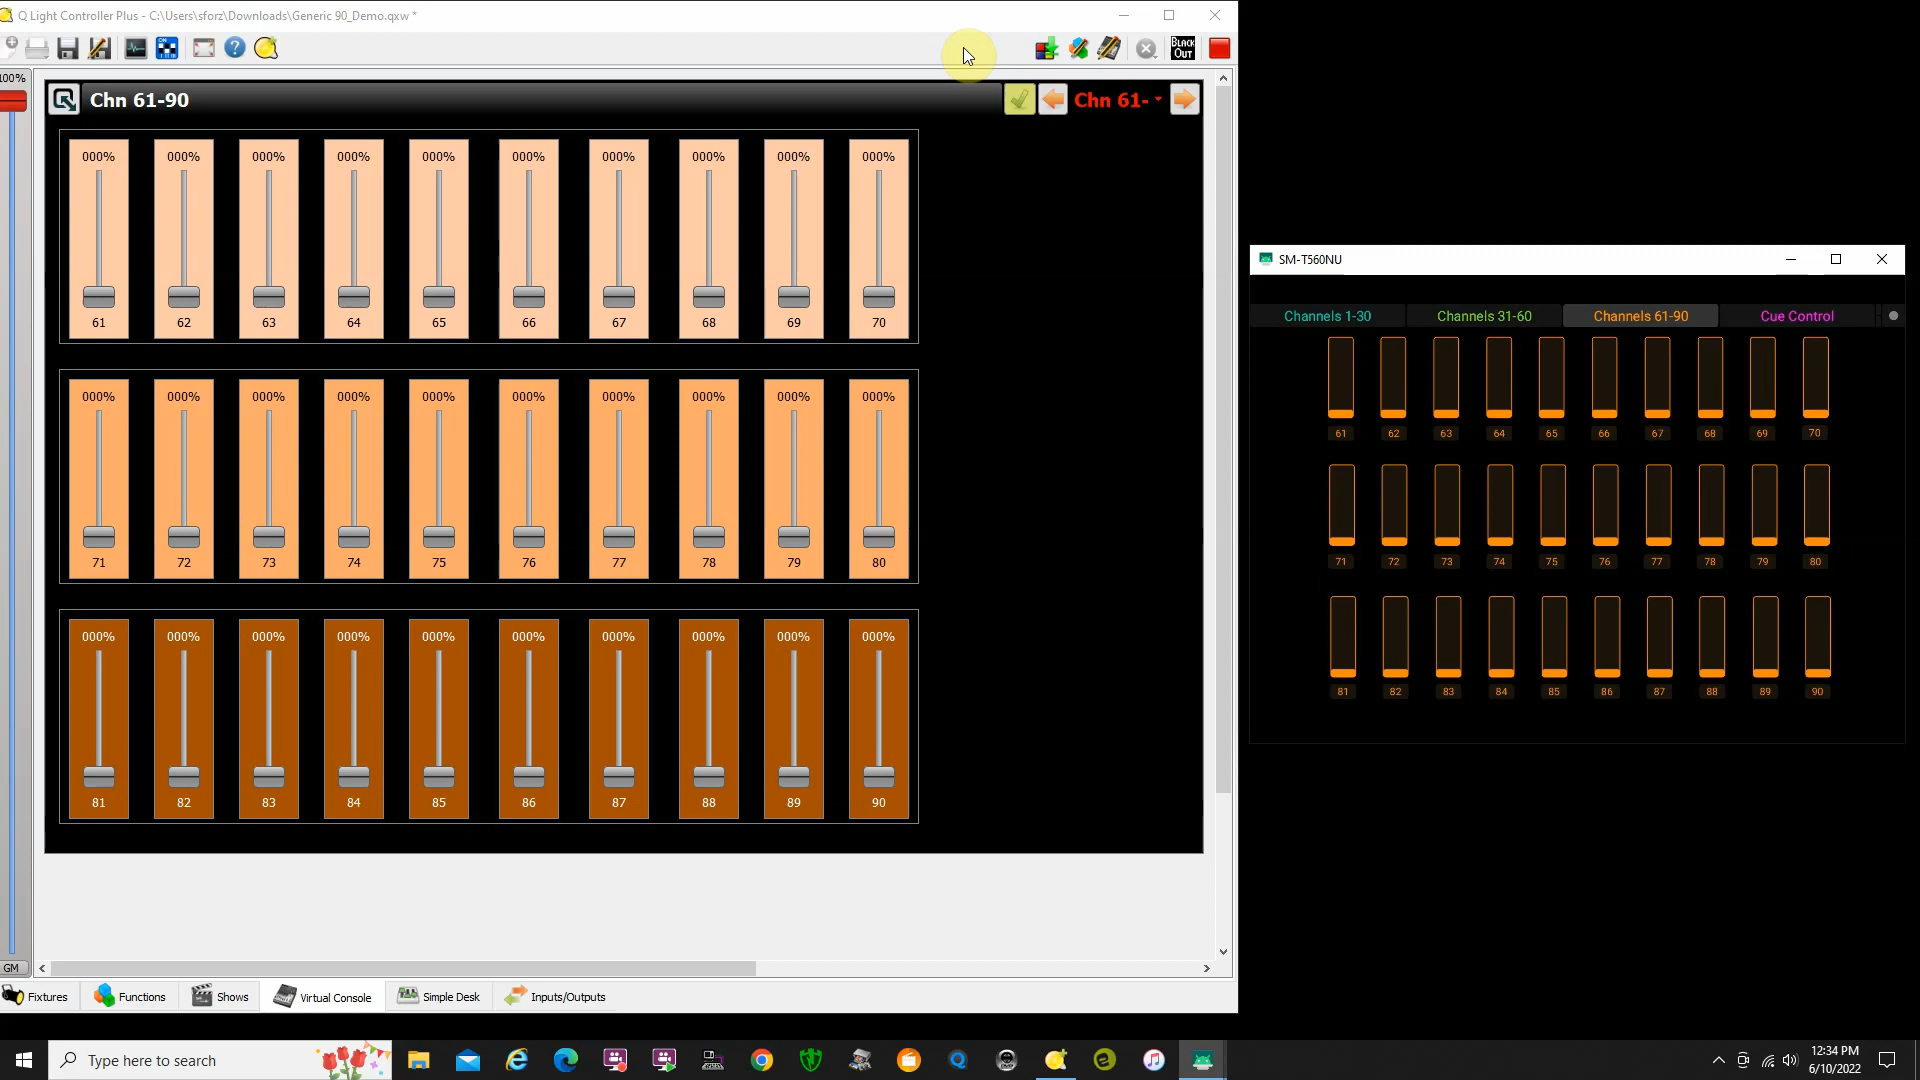 Q Light Controller Plus - C:\Users\sforz\Downloads\Generic 90_Demo.qxw *
BLACK
OUT
100%
Chn 61-90
Chn 61-
000% 000% 000% 000% 000% 000% 000% 000% 000% 000%
61 62 63 64 65 66 67 68 69 70
000% 000% 000% 000% 000% 000% 000% 000% 000% 000%
71 72 73 74 75 76 77 78 79 80
000% 000% 000% 000% 000% 000% 000% 000% 000% 000%
81 82 83 84 85 86 87 88 89 90
GM
Fixtures Functions Shows Virtual Console Simple Desk Inputs/Outputs
SM-T560NU
Channels 1-30 Channels 31-60 Channels 61-90 Cue Control
61 62 63 64 65 66 67 68 69 70
71 72 73 74 75 76 77 78 79 80
81 82 83 84 85 86 87 88 89 90
Type here to search
12:34 PM
6/10/2022